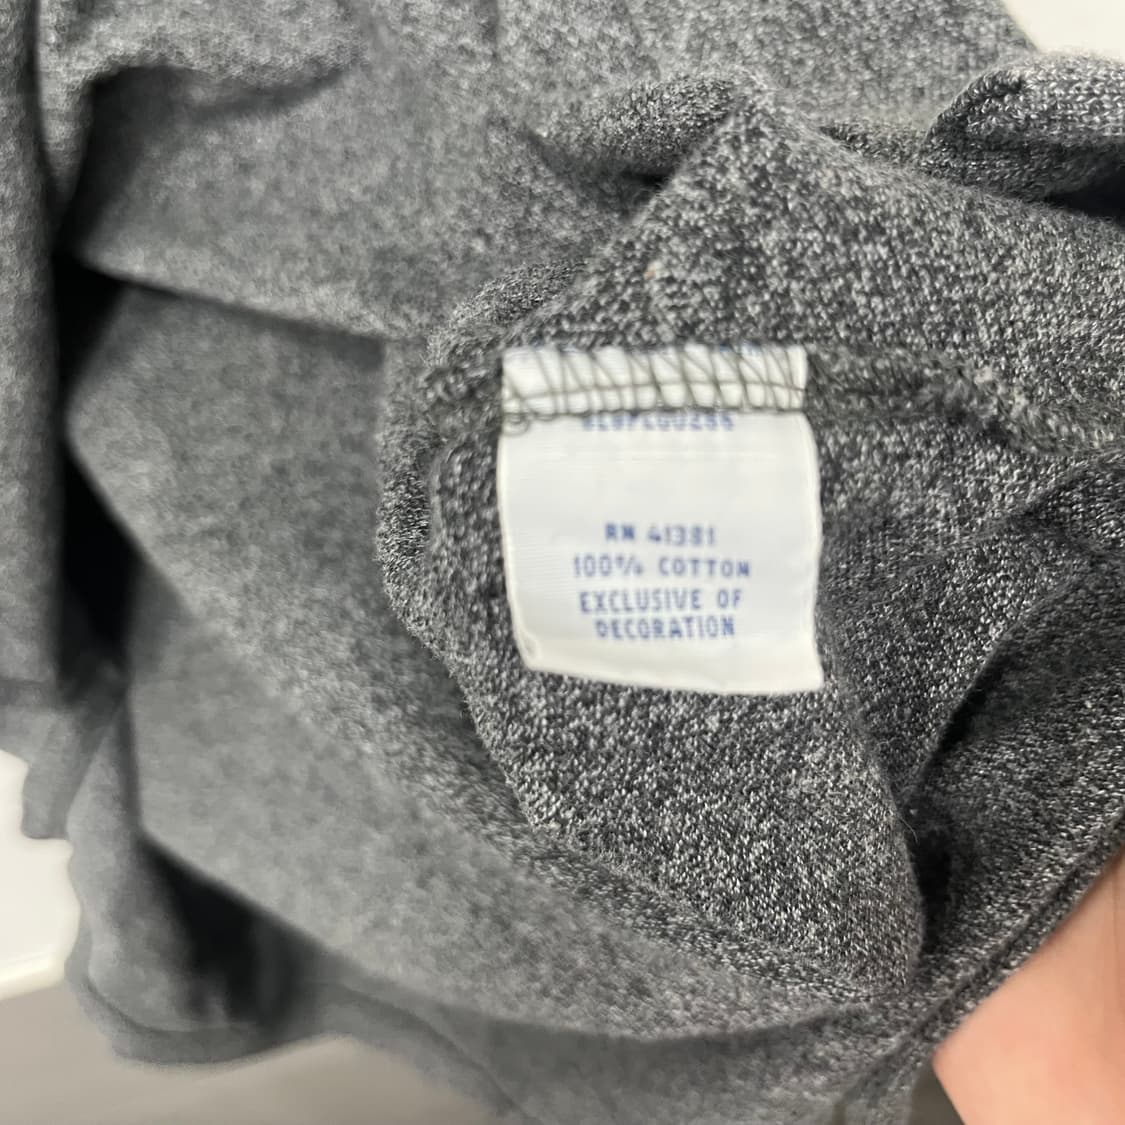 RN 41381
100% COTTON
EXCLUSIVE OF
DECORATION